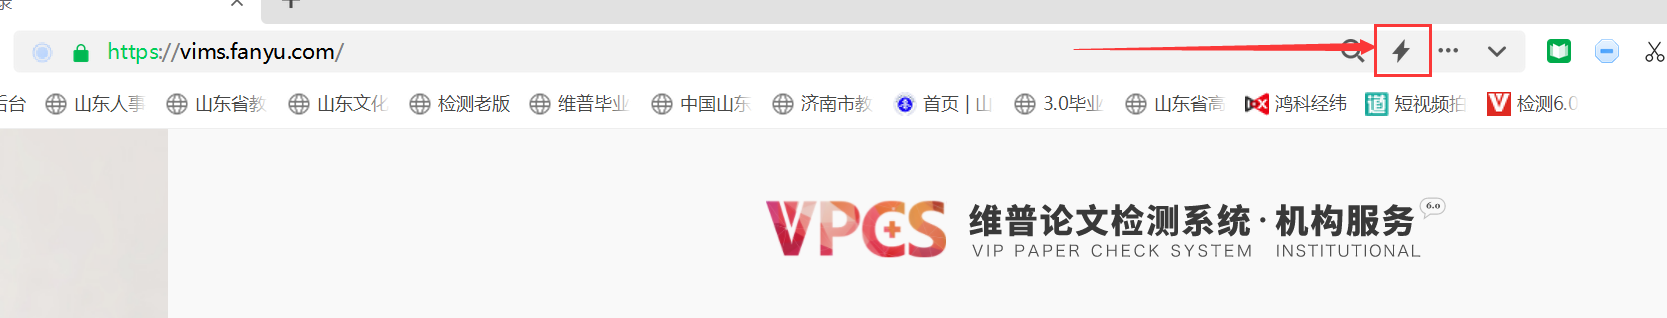 https://vims.fanyu.com/
后台 山东人事 山东省教 山东文化 检测老版 维普毕业 中国山东 济南市教 首页 | 山 3.0毕业 山东省高 鸿科经纬 短视频拍 检测6.0
VPCS 维普论文检测系统·机构服务 6.0
VIP PAPER CHECK SYSTEM INSTITUTIONAL